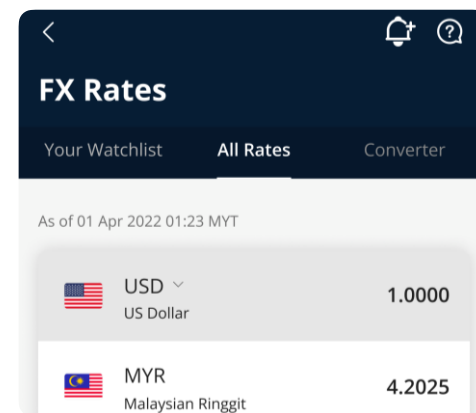 FX Rates
Your Watchlist All Rates Converter
As of 01 Apr 2022 01:23 MYT
USD
US Dollar
1.0000
MYR
Malaysian Ringgit
4.2025